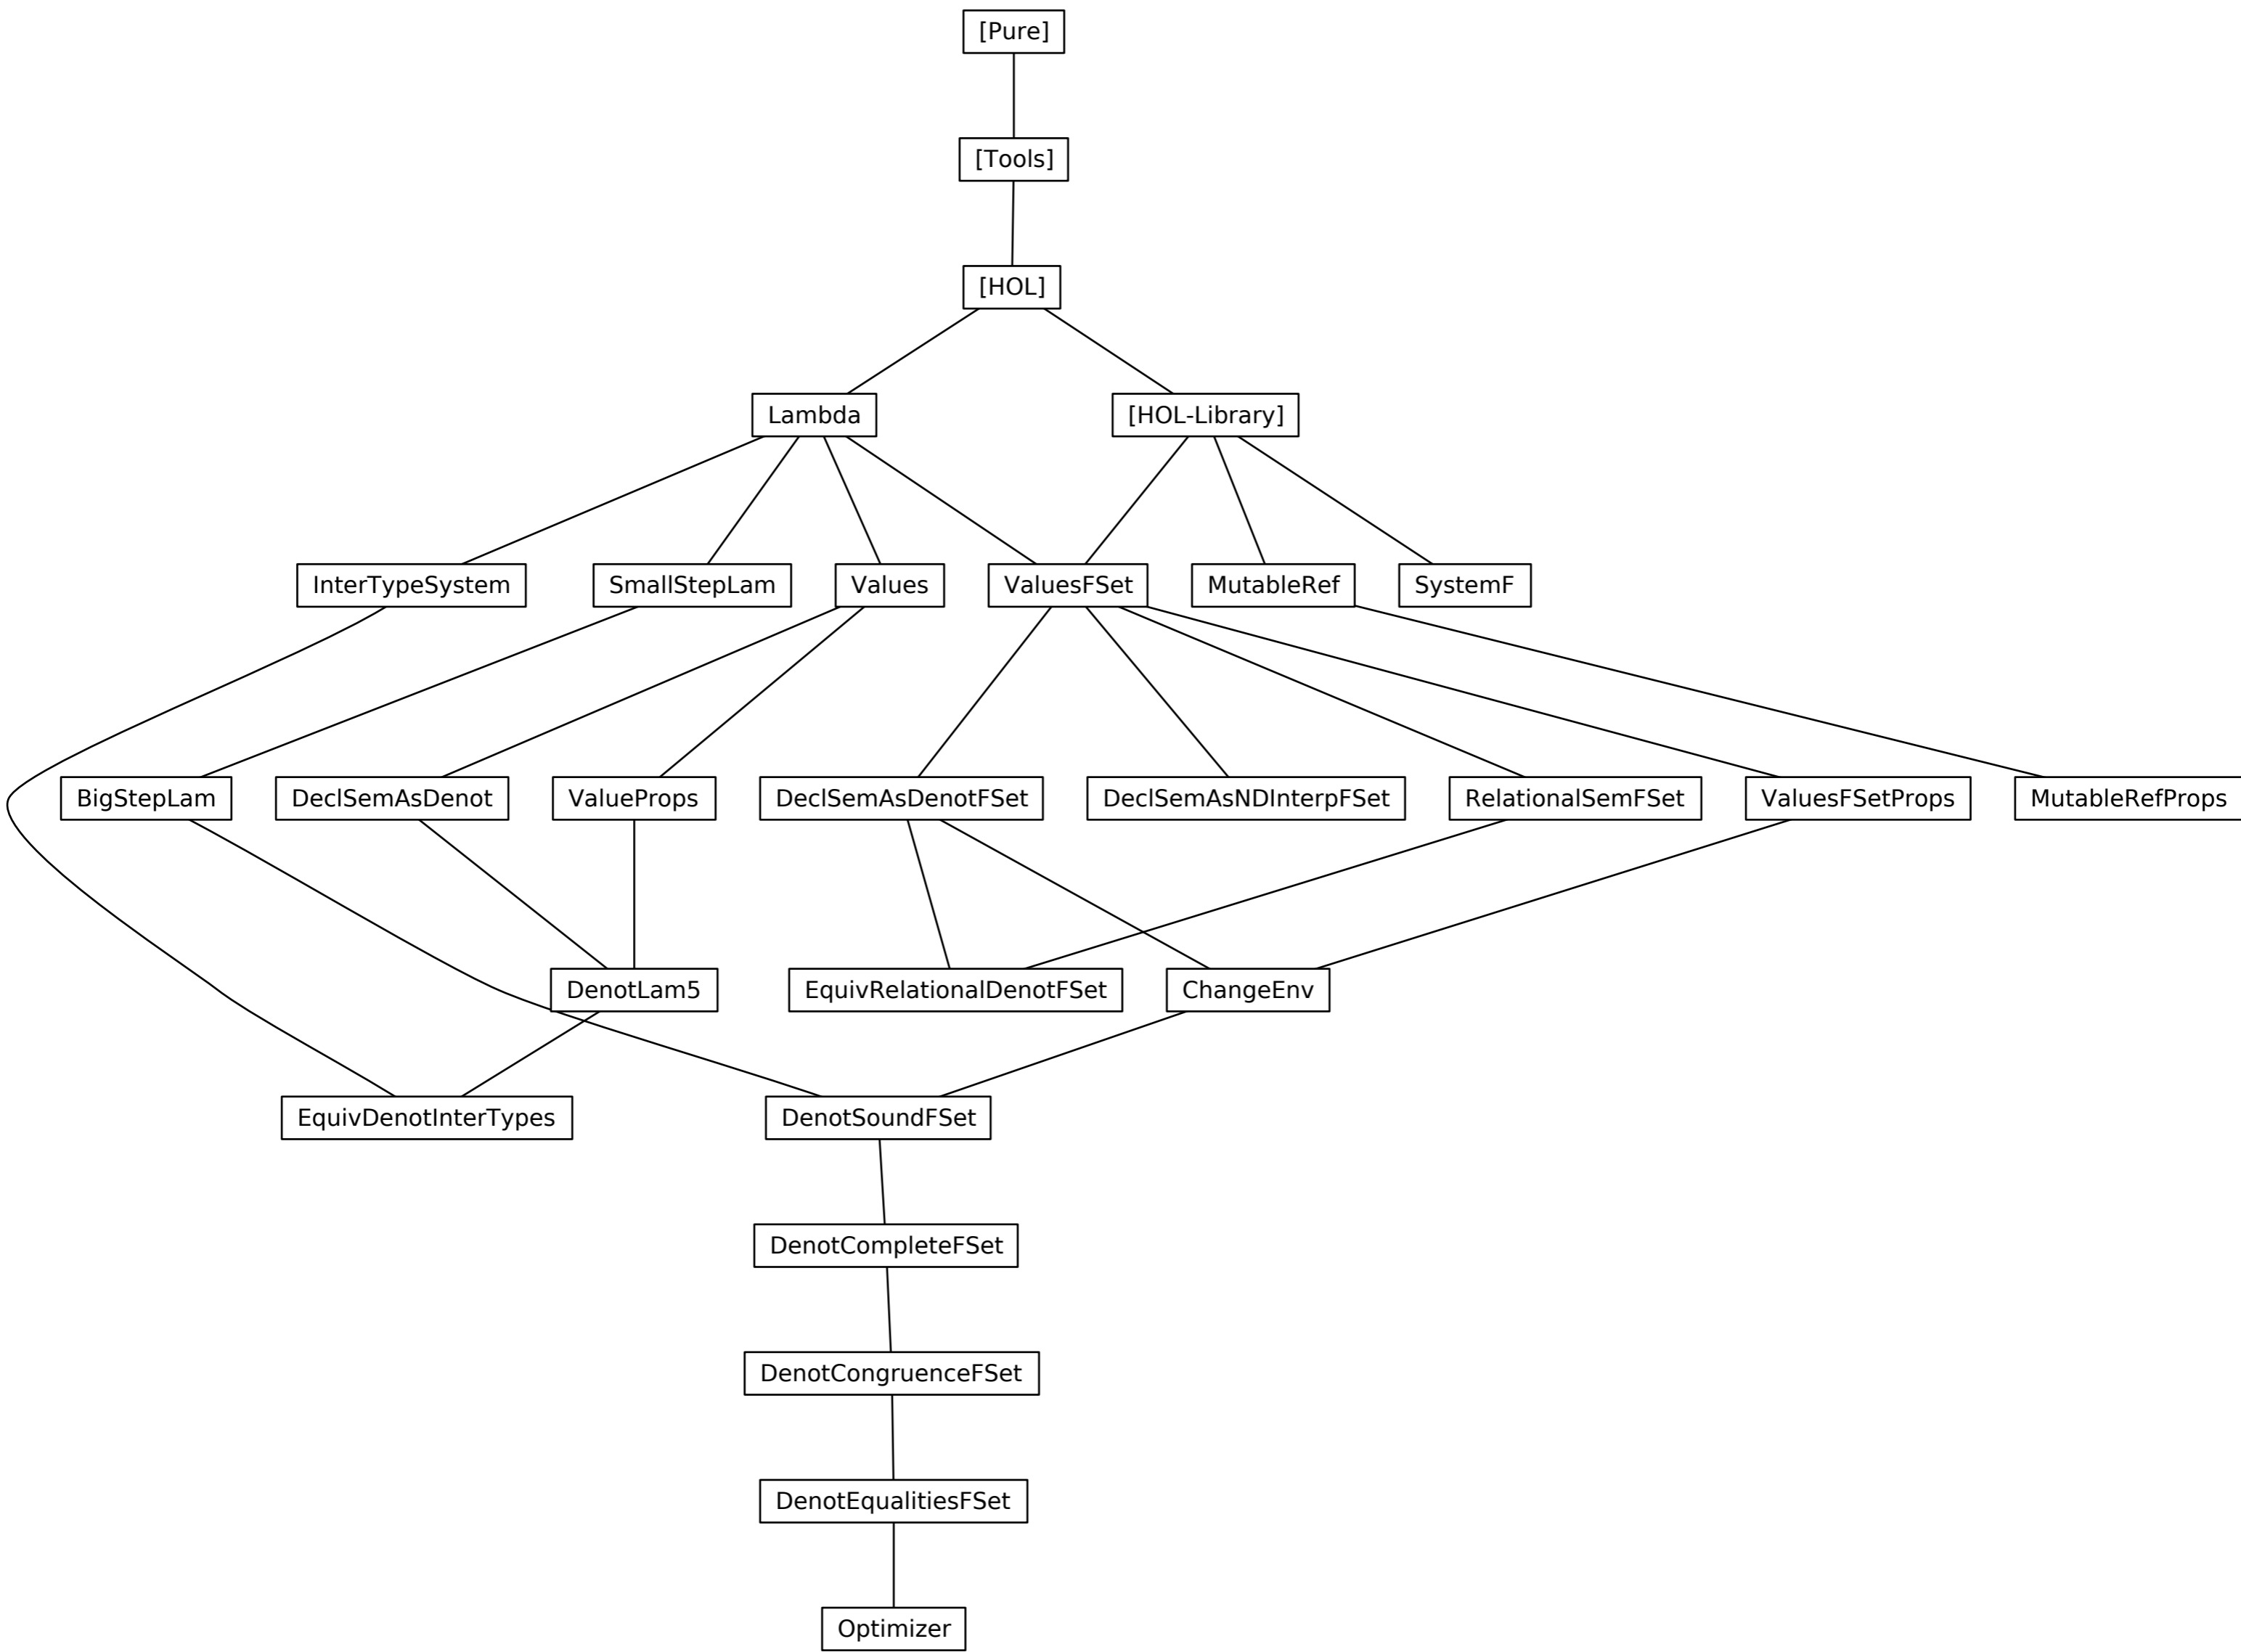 [Pure]
[Tools]
[HOL]
Lambda
[HOL-Library]
InterTypeSystem
SmallStepLam
Values
ValuesFSet
MutableRef
SystemF
BigStepLam
DeclSemAsDenot
ValueProps
DeclSemAsDenotFSet
DeclSemAsNDInterpFSet
RelationalSemFSet
ValuesFSetProps
MutableRefProps
DenotLam5
EquivRelationalDenotFSet
ChangeEnv
EquivDenotInterTypes
DenotSoundFSet
DenotCompleteFSet
DenotCongruenceFSet
DenotEqualitiesFSet
Optimizer